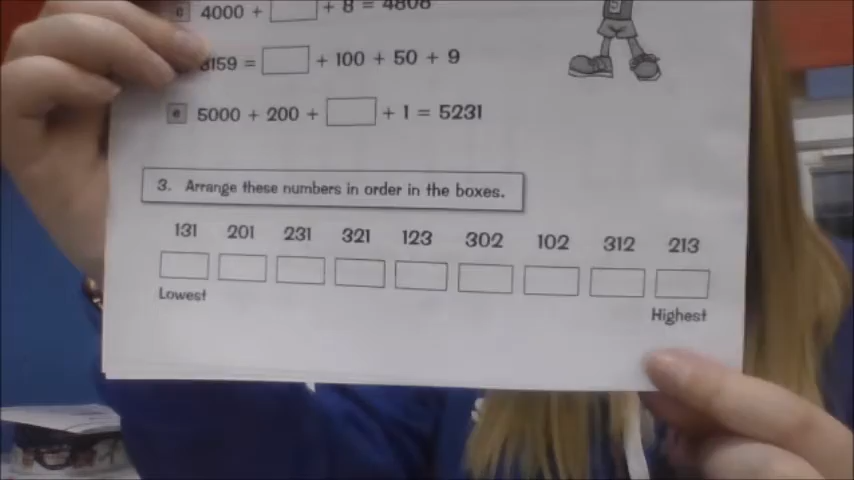 c 4000 + + 8 = 4808
3159 = + 100 + 50 + 9
e 5000 + 200 + + 1 = 5231
3. Arrange these numbers in order in the boxes.
131 201 231 321 123 302 102 312 213
Lowest
Highest